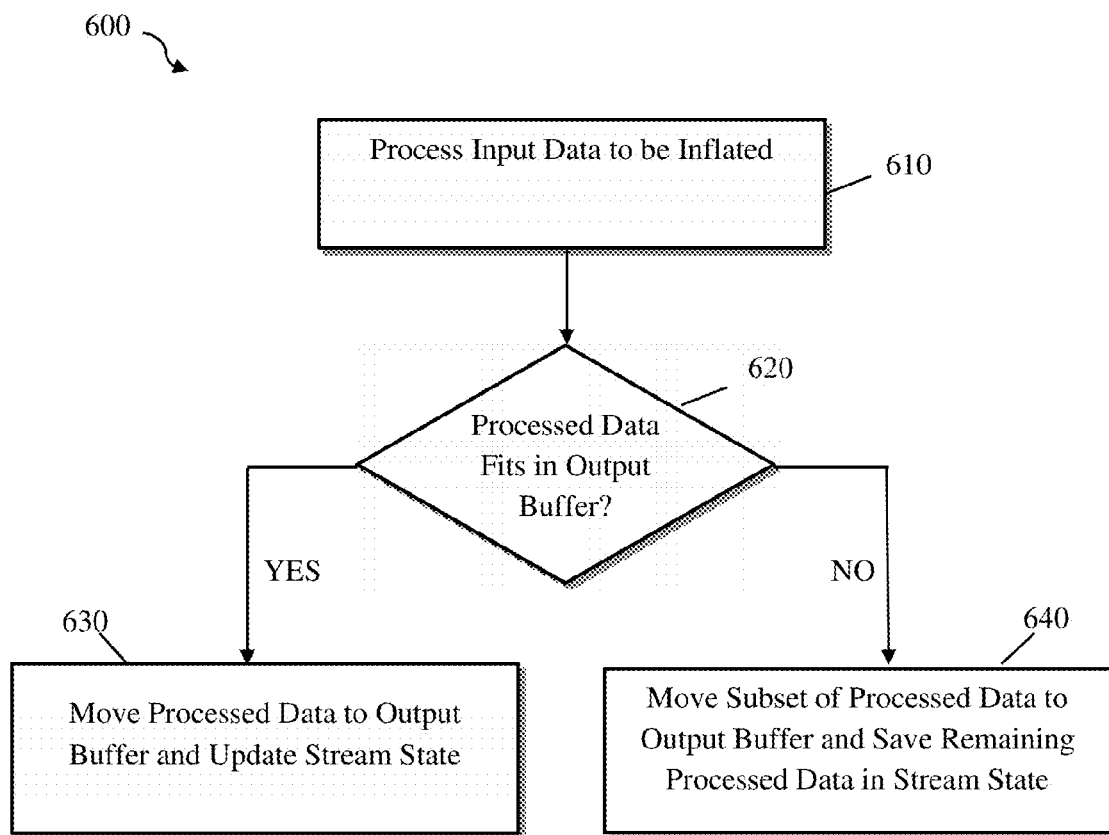 600
Process Input Data to be Inflated
610
620
Processed Data
Fits in Output
Buffer?
YES
NO
630
640
Move Processed Data to Output
Buffer and Update Stream State
Move Subset of Processed Data to
Output Buffer and Save Remaining
Processed Data in Stream State